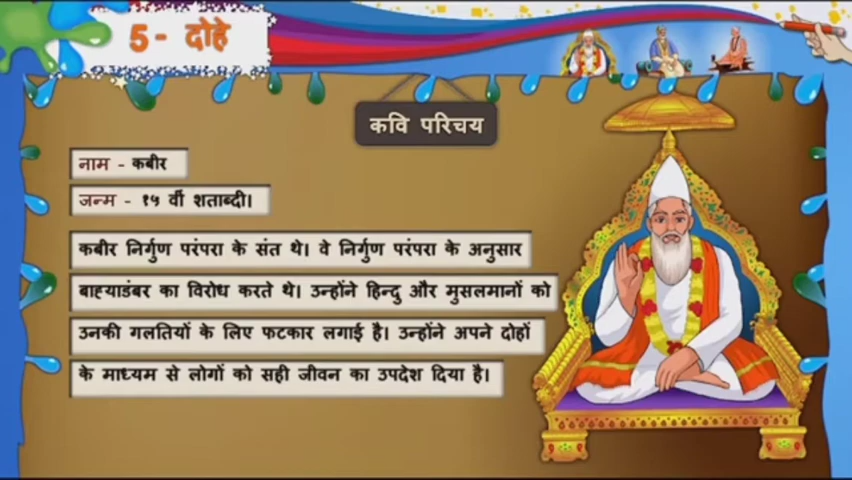 5- दोहे
कवि परिचय
नाम - कबीर
जन्म - १५ वीं शताब्दी।
कबीर निर्गुण परंपरा के संत थे। वे निर्गुण परंपरा के अनुसार
बाह्याडंबर का विरोध करते थे। उन्होंने हिन्दु और मुसलमानों को
उनकी गलतियों के लिए फटकार लगाई है। उन्होंने अपने दोहों
के माध्यम से लोगों को सही जीवन का उपदेश दिया है।